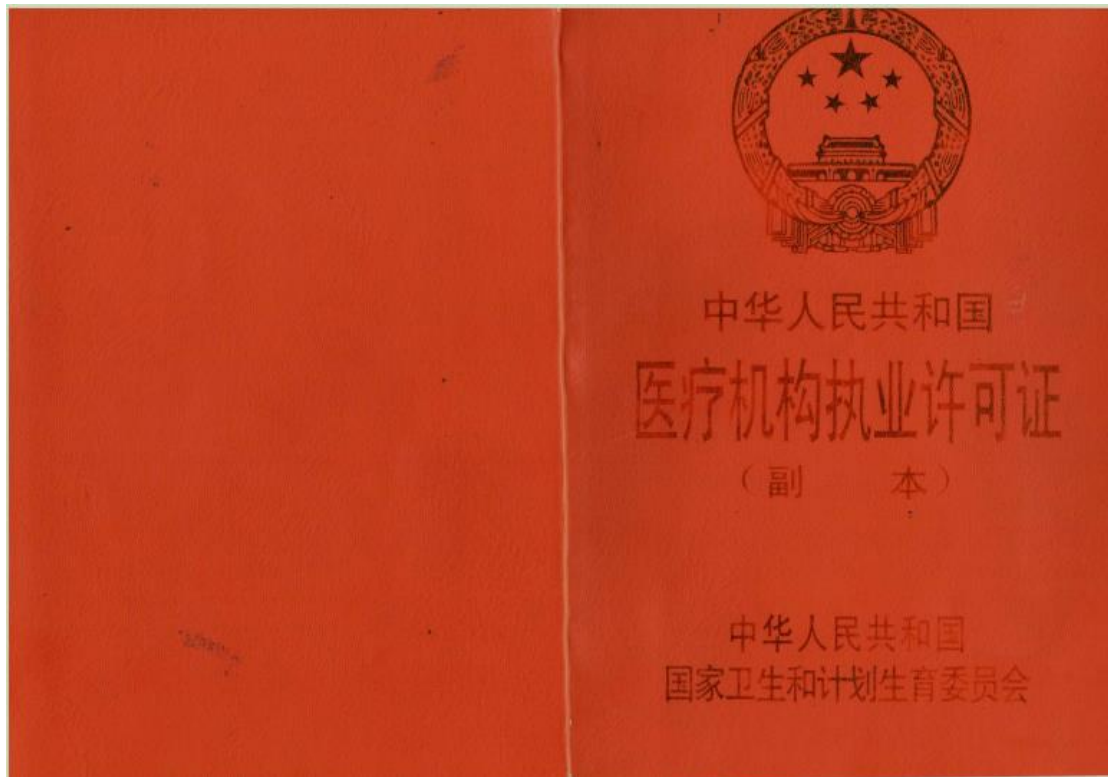 中华人民共和国
医疗机构执业许可证
（副 本）
中华人民共和国
国家卫生和计划生育委员会